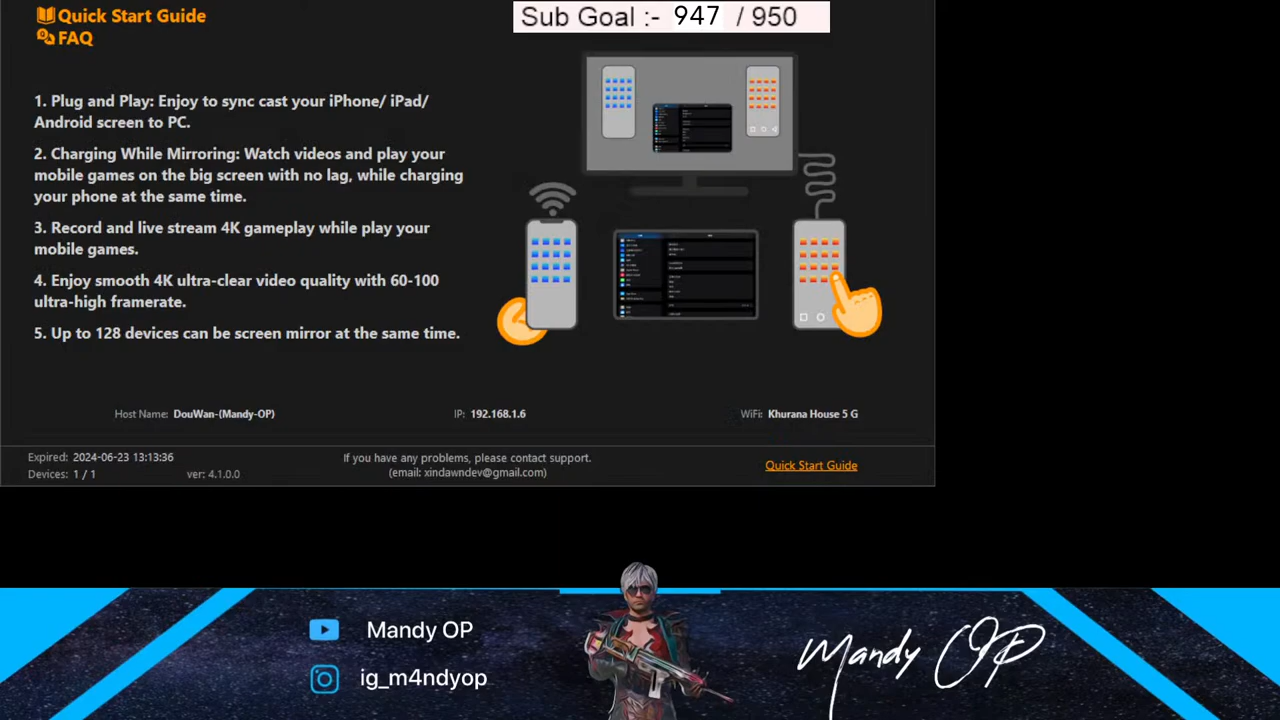 Quick Start Guide
FAQ
Sub Goal :- 947 / 950
1. Plug and Play: Enjoy to sync cast your iPhone/ iPad/
Android screen to PC.
2. Charging While Mirroring: Watch videos and play your
mobile games on the big screen with no lag, while charging
your phone at the same time.
3. Record and live stream 4K gameplay while play your
mobile games.
4. Enjoy smooth 4K ultra-clear video quality with 60-100
ultra-high framerate.
5. Up to 128 devices can be screen mirror at the same time.
Host Name: DouWan-(Mandy-OP) IP: 192.168.1.6 WiFi: Khurana House 5 G
Expired: 2024-06-23 13:13:36
Devices: 1 / 1 ver: 4.1.0.0
If you have any problems, please contact support.
(email: xindawndev@gmail.com)
Quick Start Guide
Mandy OP
ig_m4ndyop
Mandy OP